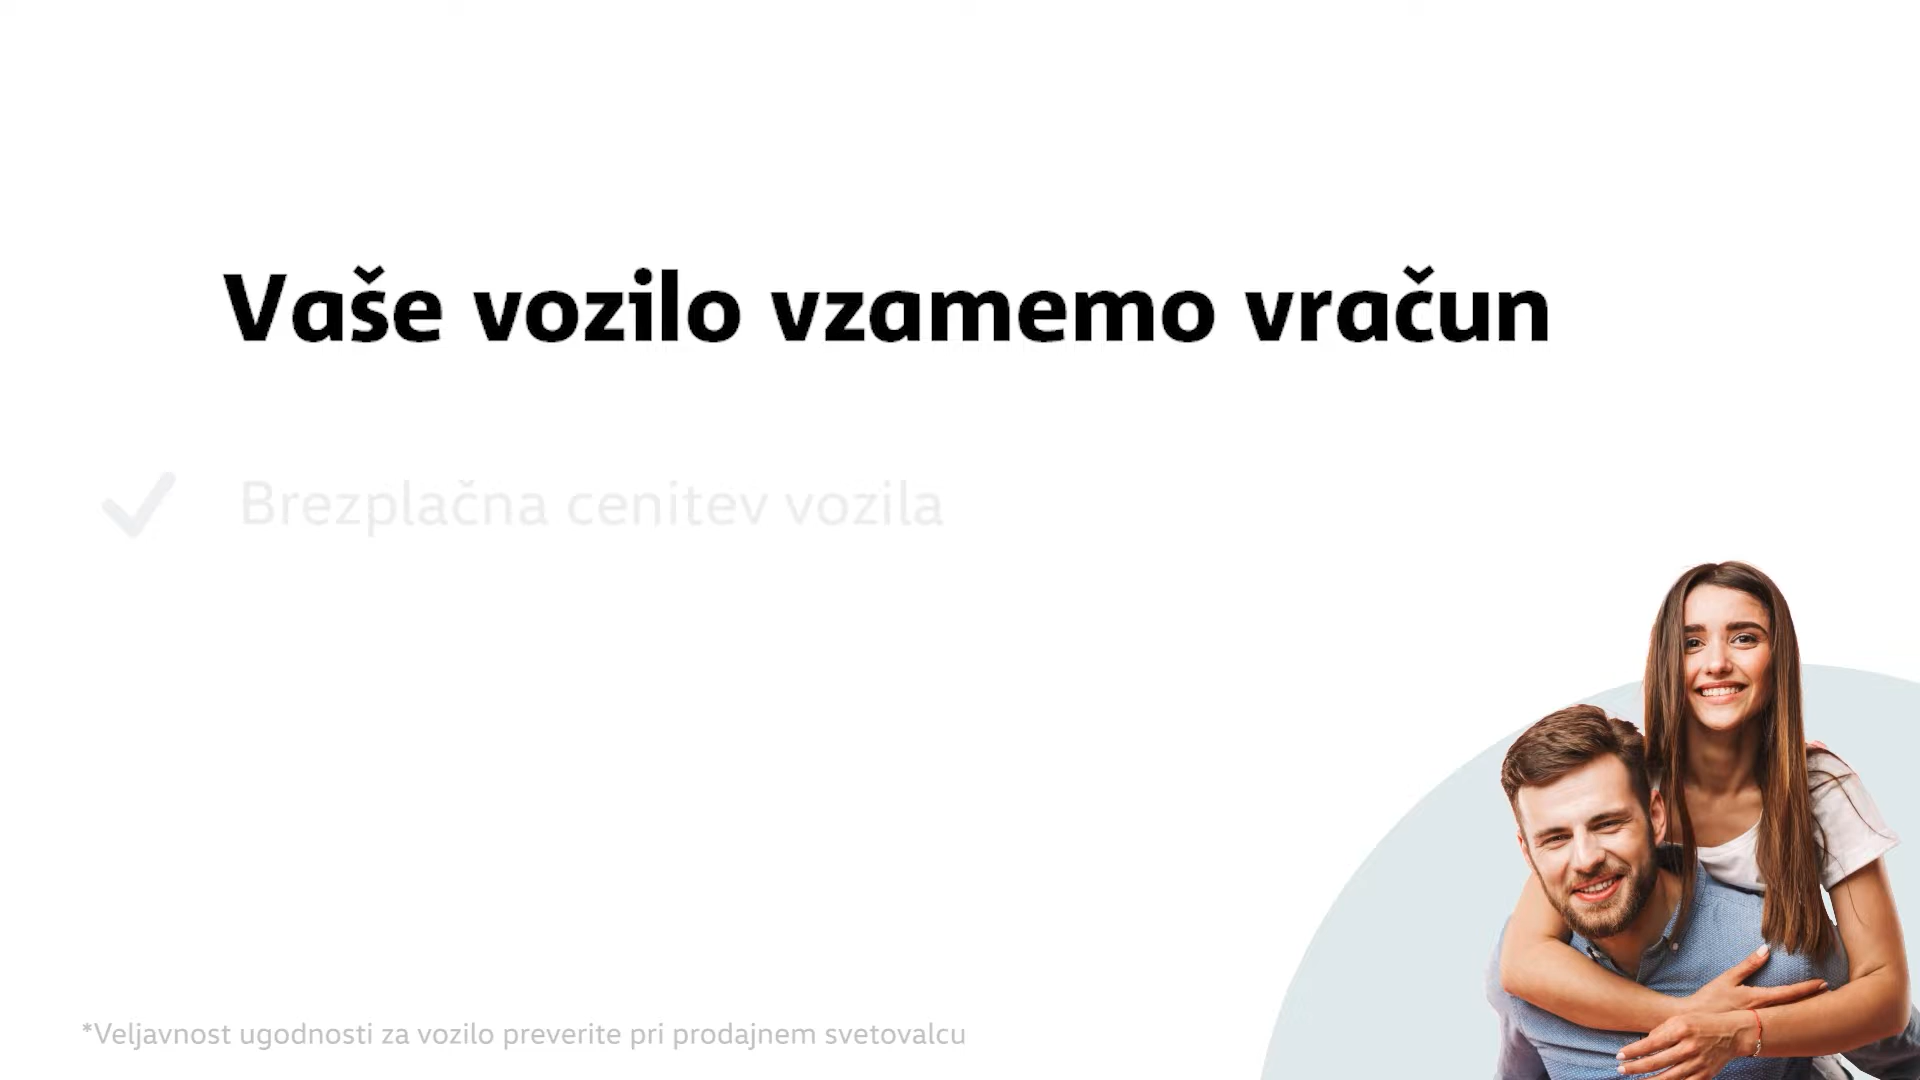 Vaše vozilo vzamemo vračun
Brezplačna cenitev vozila
*Veljavnost ugodnosti za vozilo preverite pri prodajnem svetovalcu